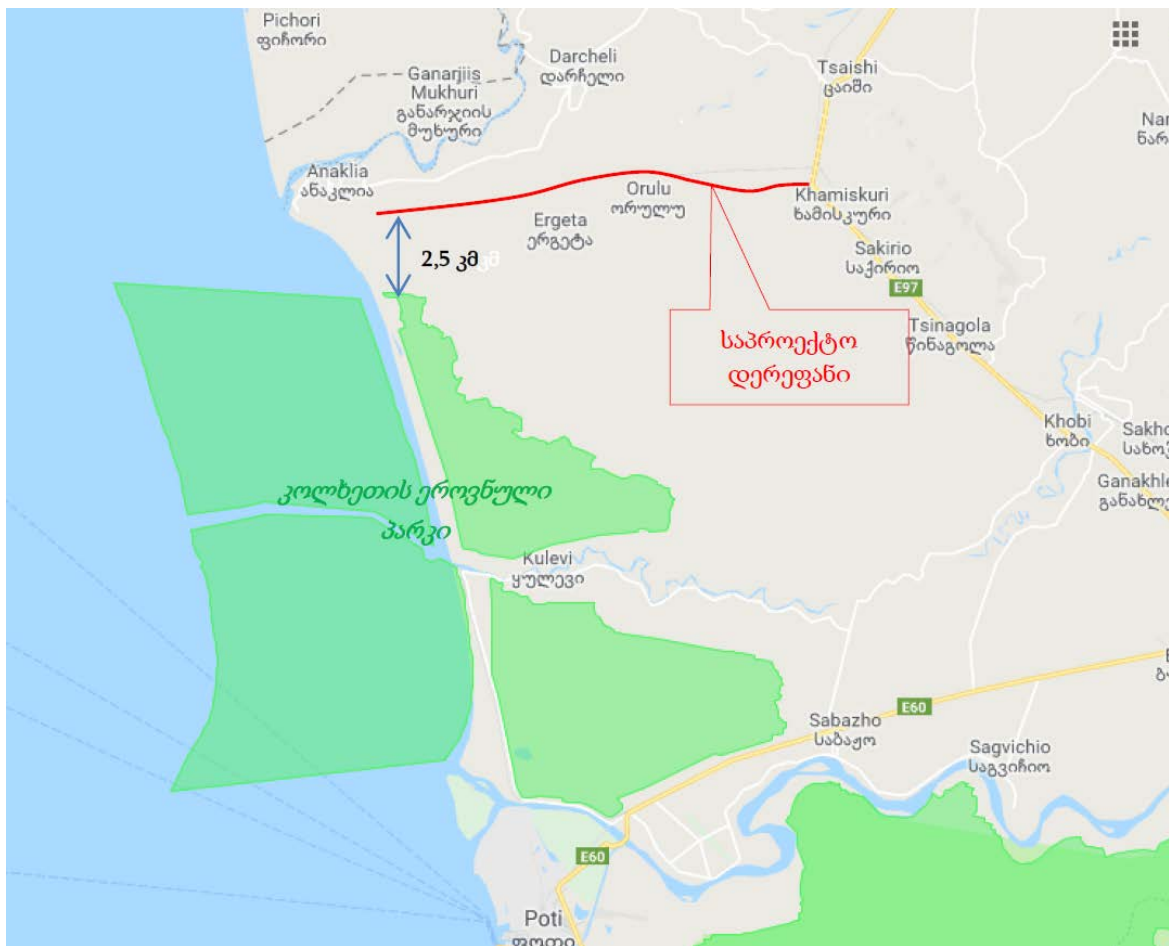 Pichori
ფიჩორი
Darcheli
დარჩელი
Tsaishi
ცაიში
Ganarjiis
Mukhuri
განარჯიის
მუხური
Anaklia
ანაკლია
Orulu
ორულუ
Khamiskuri
ხამისკური
Ergeta
ერგეტა
2,5 კმ
Sakirio
საქირიო
E97
Tsinagola
წინაგოლა
საპროექტო
დერეფანი
Khobi
ხობი
Ganakhle
კოლხეთის ეროვნული
პარკი
Kulevi
ყულევი
Sabazho
საბაჟო
E60
Sagvichio
საგვიჩიო
E60
Poti
ფოთი